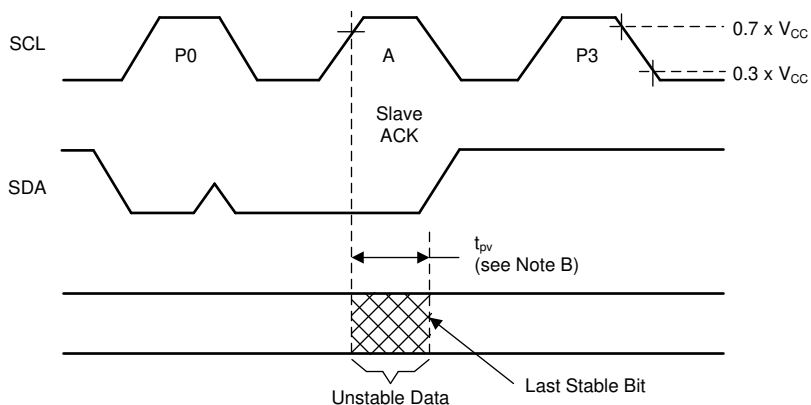 SCL
P0
A
P3
0.7 x VCC
0.3 x VCC
Slave
ACK
SDA
tpv
(see Note B)
Unstable Data
Last Stable Bit